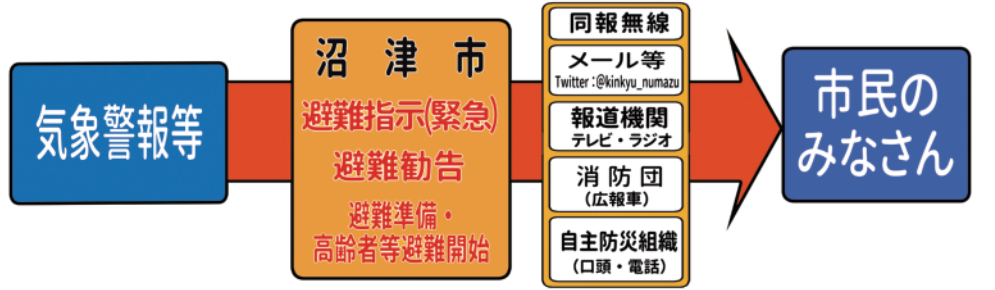 気象警報等
沼津市
避難指示(緊急)
避難勧告
避難準備・
高齢者等避難開始
同報無線
メール等
Twitter:@kinkyu_numazu
報道機関
テレビ・ラジオ
消防団
(広報車)
自主防災組織
(口頭・電話)
市民の
みなさん